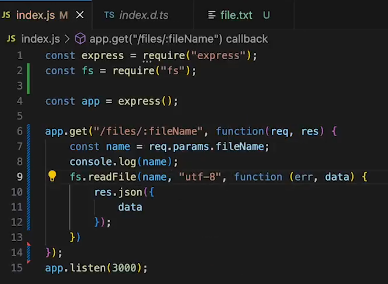 JS index.js M X
TS index.d.ts
file.txt U
JS index.js > app.get("/files/:fileName") callback
1 const express = require("express");
2 const fs = require("fs");
3
4 const app = express();
5
6 app.get("/files/:fileName", function(req, res) {
7 const name = req.params.fileName;
8 console.log(name);
9 fs.readFile(name, "utf-8", function (err, data) {
10 res.json({
11 data
12 });
13 })
14 });
15 app.listen(3000);